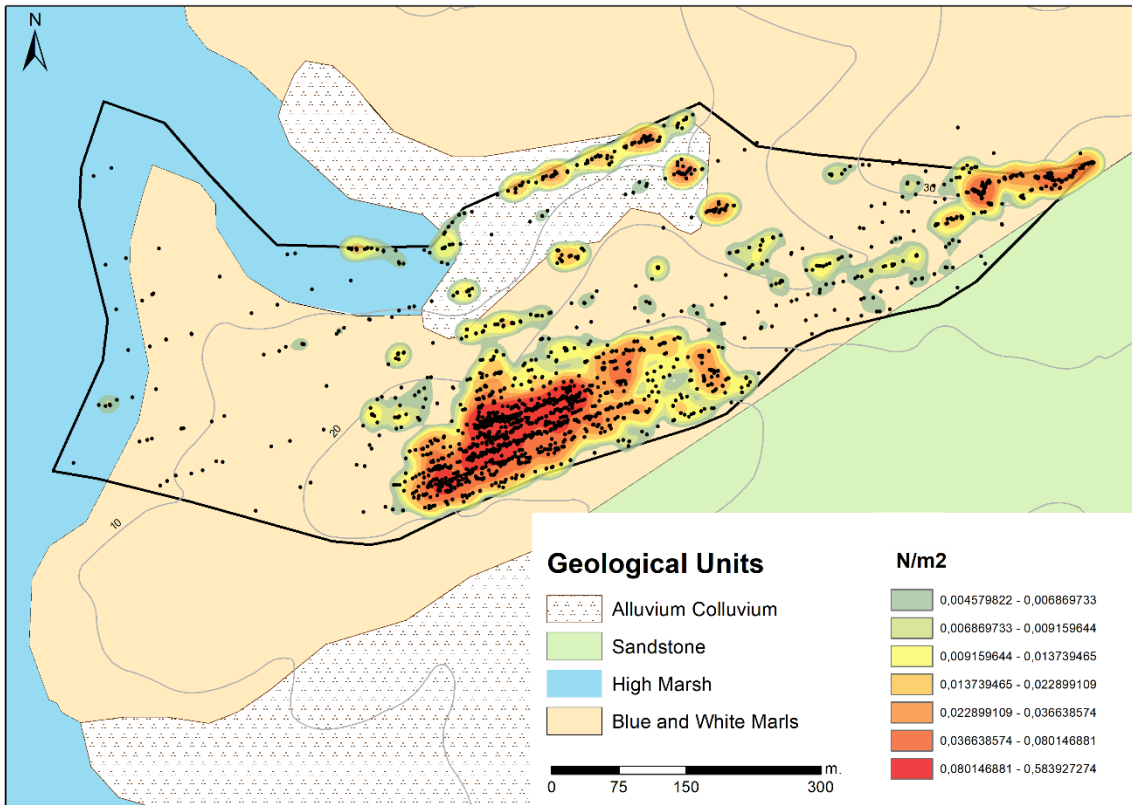 N
30
20
10
Geological Units
Alluvium Colluvium
Sandstone
High Marsh
Blue and White Marls
m.
0 75 150 300
N/m2
0,004579822 - 0,006869733
0,006869733 - 0,009159644
0,009159644 - 0,013739465
0,013739465 - 0,022899109
0,022899109 - 0,036638574
0,036638574 - 0,080146881
0,080146881 - 0,583927274